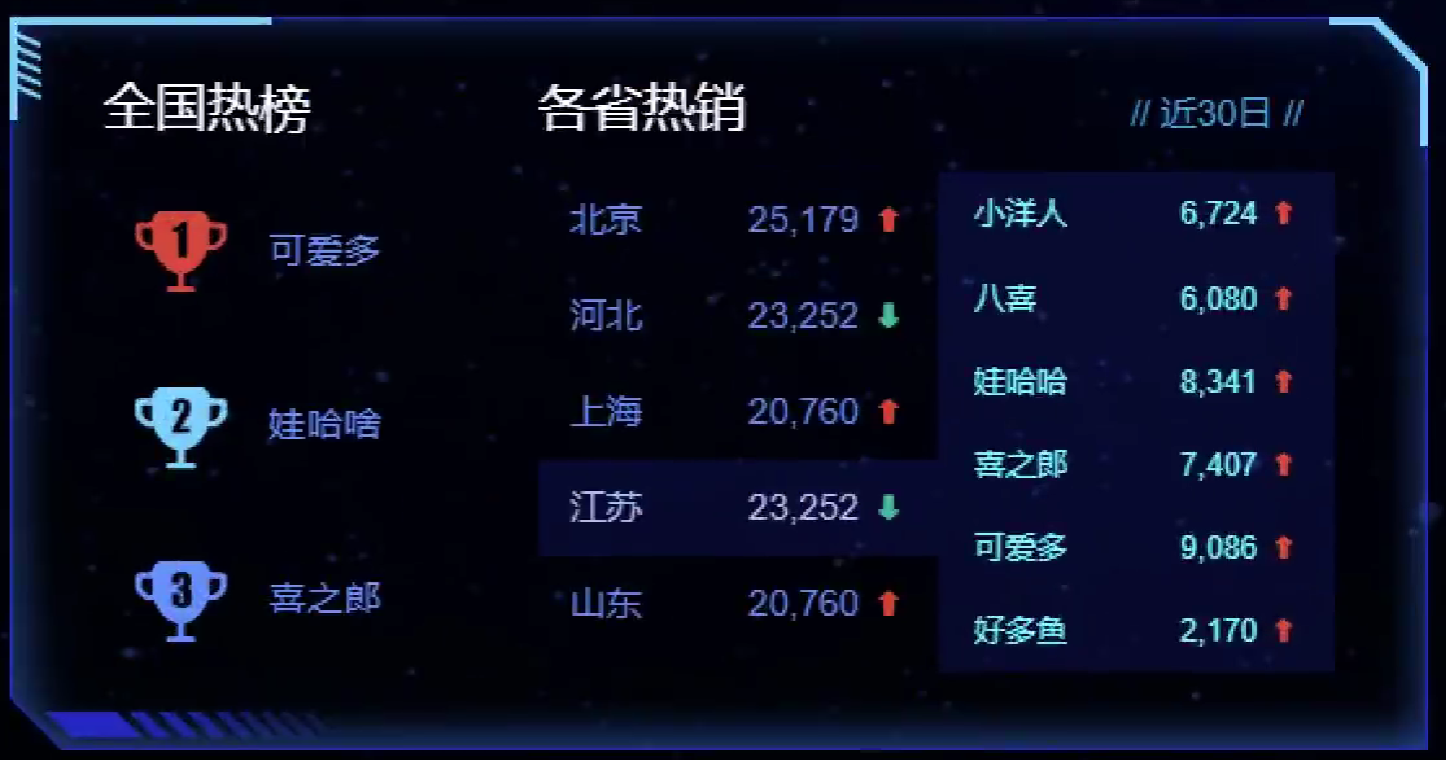 全国热榜
各省热销
// 近30日 //
1 可爱多
2 娃哈啥
3 喜之郎
北京 25,179
河北 23,252
上海 20,760
江苏 23,252
山东 20,760
小洋人 6,724
八喜 6,080
娃哈哈 8,341
喜之郎 7,407
可爱多 9,086
好多鱼 2,170